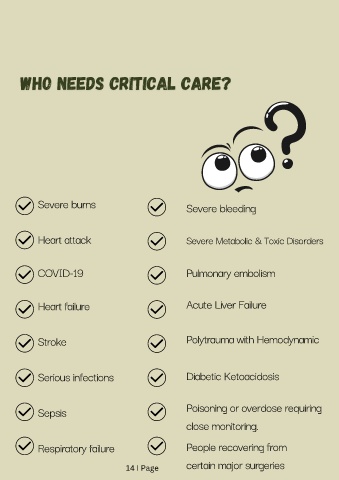 WHO NEEDS CRITICAL CARE?
?
Severe burns
Heart attack
COVID-19
Heart failure
Stroke
Serious infections
Sepsis
Respiratory failure
Severe bleeding
Severe Metabolic & Toxic Disorders
Pulmonary embolism
Acute Liver Failure
Polytrauma with Hemodynamic
Diabetic Ketoacidosis
Poisoning or overdose requiring
close monitoring.
People recovering from
certain major surgeries
14 | Page